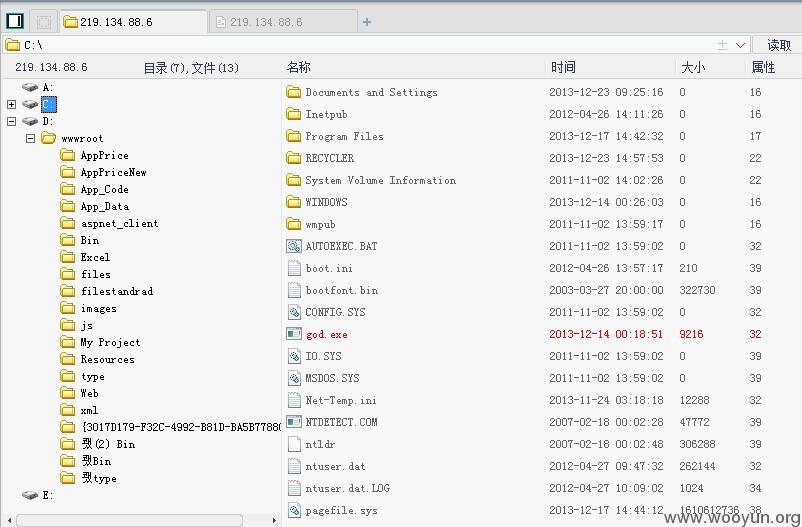 219.134.88.6
219.134.88.6
C:\
读取
219.134.88.6 目录(7),文件(13)
名称 时间 大小 属性
A:
C:
D:
wwwroot
AppPrice
AppPriceNew
App_Code
App_Data
aspnet_client
Bin
Excel
files
filestandrad
images
js
My Project
Resources
type
Web
xml
{3017D179-F32C-4992-B81D-BA5B7788
(2) Bin
Bin
type
E:
Documents and Settings 2013-12-23 09:25:16 0 16
Inetpub 2012-04-26 14:11:26 0 16
Program Files 2013-12-17 14:42:32 0 17
RECYCLER 2013-12-23 14:57:53 0 22
System Volume Information 2011-11-02 14:02:26 0 22
WINDOWS 2013-12-14 00:26:03 0 16
wmpub 2011-11-02 13:59:17 0 16
AUTOEXEC.BAT 2011-11-02 13:59:02 0 32
boot.ini 2012-04-26 13:57:17 210 39
bootfont.bin 2003-03-27 20:00:00 322730 39
CONFIG.SYS 2011-11-02 13:59:02 0 32
god.exe 2013-12-14 00:18:51 9216 32
IO.SYS 2011-11-02 13:59:02 0 39
MSDOS.SYS 2011-11-02 13:59:02 0 39
Net-Temp.ini 2013-11-24 03:18:18 12288 32
NTDETECT.COM 2007-02-18 00:02:28 47772 39
ntldr 2007-02-18 00:02:48 306288 39
ntuser.dat 2012-04-27 09:47:32 262144 32
ntuser.dat.LOG 2012-04-27 10:09:02 1024 34
pagefile.sys 2013-12-17 14:44:12 1610612736 38
www.wooyun.org